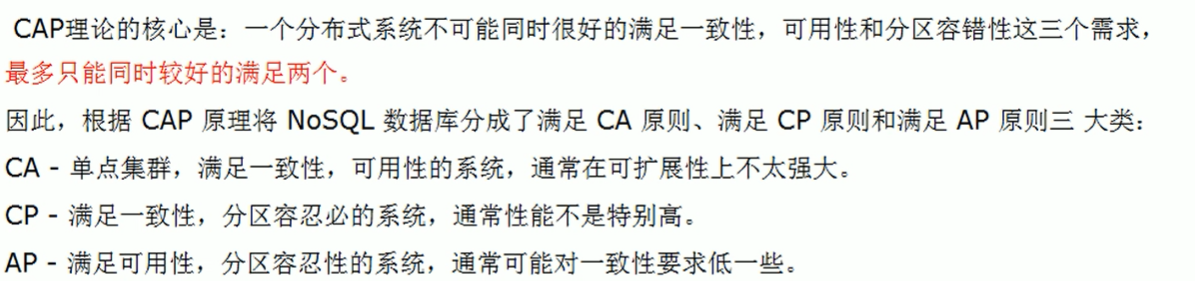 CAP理论的核心是：一个分布式系统不可能同时很好的满足一致性，可用性和分区容错性这三个需求，
最多只能同时较好的满足两个。
因此，根据 CAP 原理将 NoSQL 数据库分成了满足 CA 原则、满足 CP 原则和满足 AP 原则三 大类：
CA - 单点集群，满足一致性，可用性的系统，通常在可扩展性上不太强大。
CP - 满足一致性，分区容忍必的系统，通常性能不是特别高。
AP - 满足可用性，分区容忍性的系统，通常可能对一致性要求低一些。